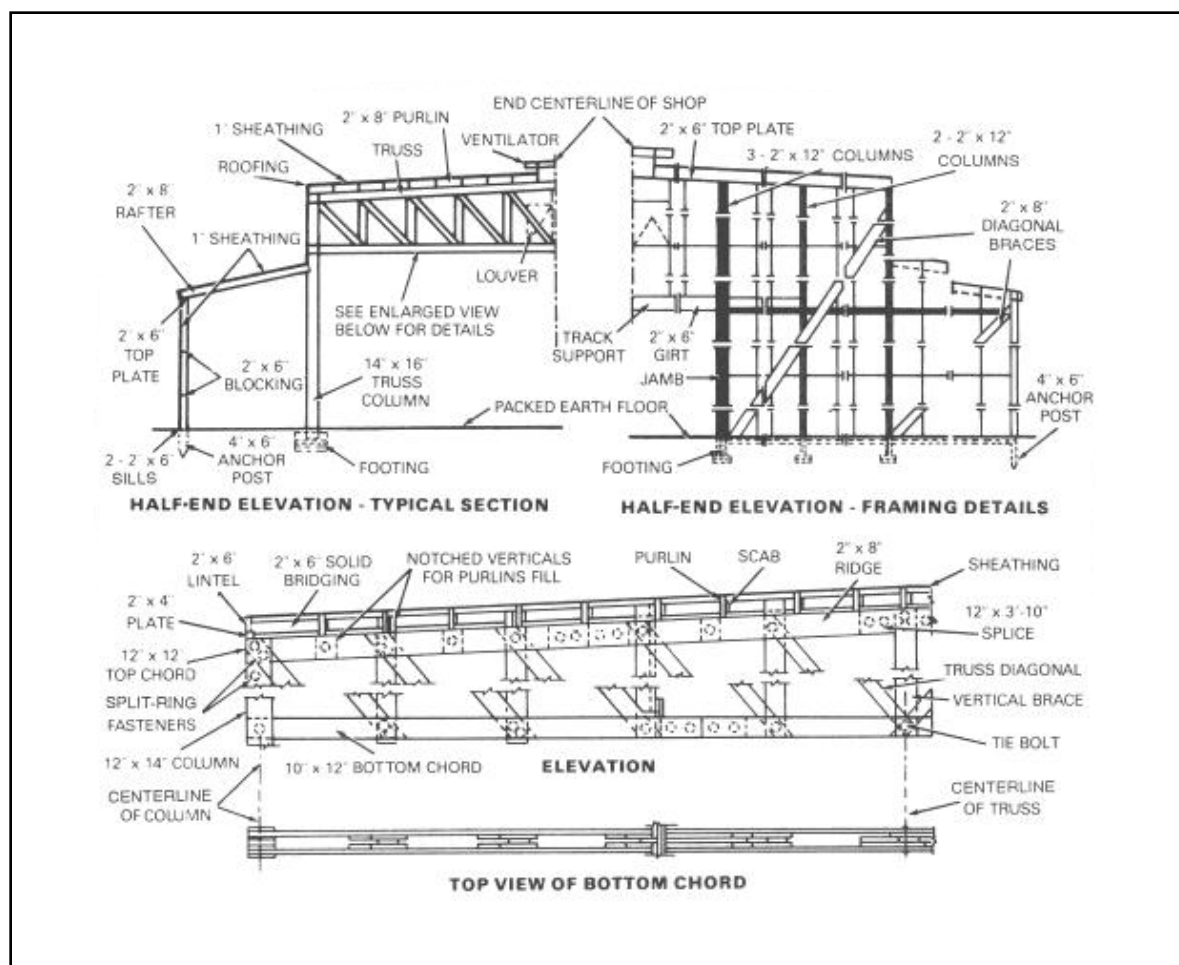 END CENTERLINE OF SHOP
2" x 8" PURLIN
1" SHEATHING
TRUSS
VENTILATOR
ROOFING
2" x 8"
RAFTER
1" SHEATHING
LOUVER
SEE ENLARGED VIEW
BELOW FOR DETAILS
2" x 6"
TOP
PLATE
2" x 6"
BLOCKING
14" x 16"
TRUSS
COLUMN
PACKED EARTH FLOOR
2 - 2" x 6"
SILLS
4" x 6"
ANCHOR
POST
FOOTING
HALF-END ELEVATION - TYPICAL SECTION
2" x 6" TOP PLATE
3 - 2" x 12" COLUMNS
2 - 2" x 12"
COLUMNS
2" x 8"
DIAGONAL
BRACES
TRACK
SUPPORT
2" x 6"
GIRT
JAMB
4" x 6"
ANCHOR
POST
FOOTING
HALF-END ELEVATION - FRAMING DETAILS
2" x 6"
LINTEL
2" x 6" SOLID
BRIDGING
NOTCHED VERTICALS
FOR PURLINS FILL
PURLIN
SCAB
2" x 8"
RIDGE
SHEATHING
2" x 4"
PLATE
12" x 12"
TOP CHORD
12" x 3'-10"
SPLICE
SPLIT-RING
FASTENERS
TRUSS DIAGONAL
VERTICAL BRACE
TIE BOLT
12" x 14" COLUMN
10" x 12" BOTTOM CHORD
ELEVATION
CENTERLINE
OF COLUMN
CENTERLINE
OF TRUSS
TOP VIEW OF BOTTOM CHORD